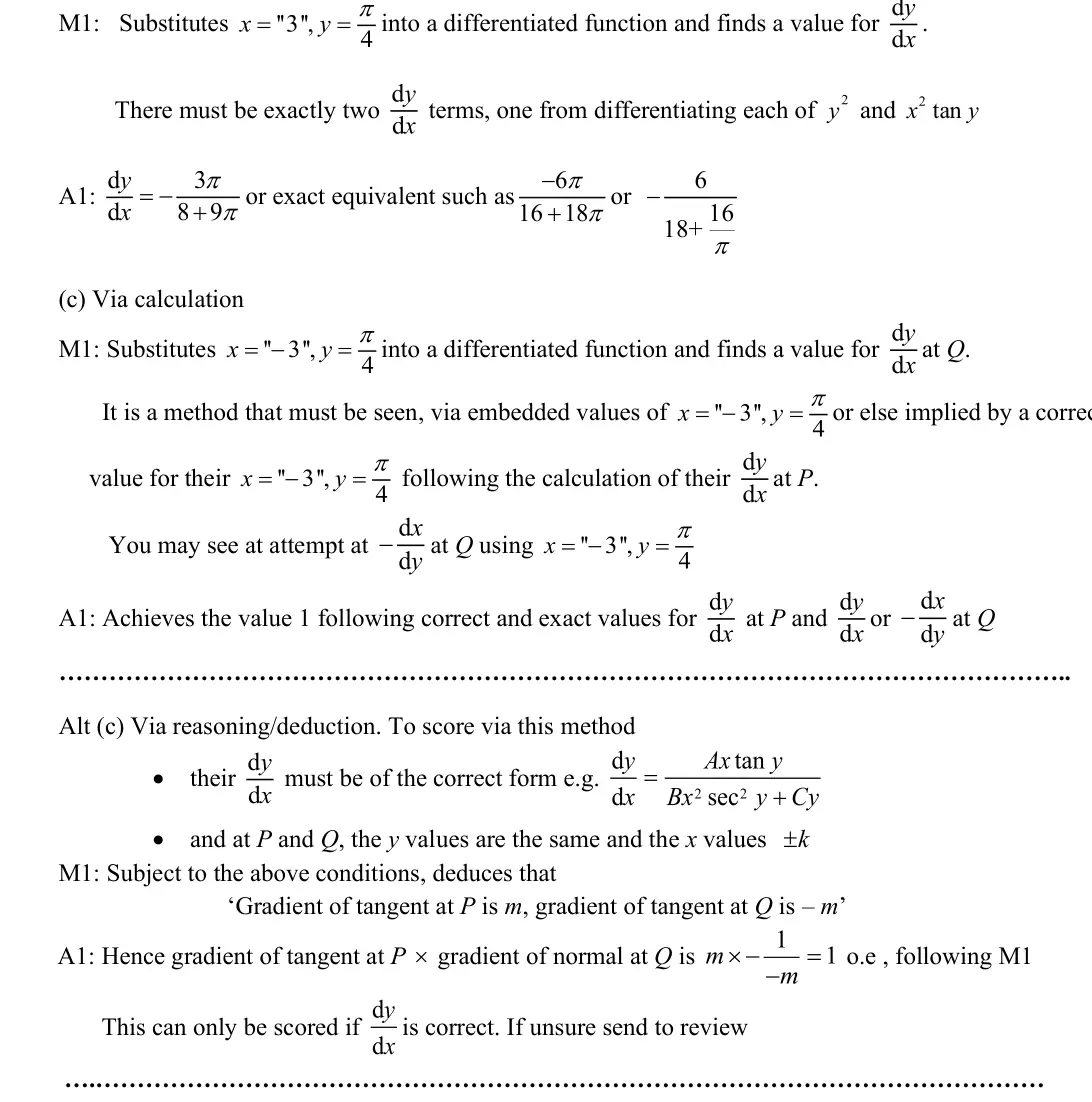 M1: Substitutes x = "3", y = π/4 into a differentiated function and finds a value for dy/dx .
There must be exactly two dy/dx terms, one from differentiating each of y² and x² tan y
A1: dy/dx = − 3π/(8+9π) or exact equivalent such as −6π/(16+18π) or − 6/(18+ 16/π)
(c) Via calculation
M1: Substitutes x = "−3", y = π/4 into a differentiated function and finds a value for dy/dx at Q.
It is a method that must be seen, via embedded values of x = "−3", y = π/4 or else implied by a correc
value for their x = "−3", y = π/4 following the calculation of their dy/dx at P.
You may see at attempt at − dx/dy at Q using x = "−3", y = π/4
A1: Achieves the value 1 following correct and exact values for dy/dx at P and dy/dx or − dx/dy at Q
Alt (c) Via reasoning/deduction. To score via this method
• their dy/dx must be of the correct form e.g. dy/dx = Ax tan y/(Bx² sec² y + Cy)
• and at P and Q, the y values are the same and the x values ±k
M1: Subject to the above conditions, deduces that
‘Gradient of tangent at P is m, gradient of tangent at Q is – m’
A1: Hence gradient of tangent at P × gradient of normal at Q is m × − 1/−m = 1 o.e , following M1
This can only be scored if dy/dx is correct. If unsure send to review